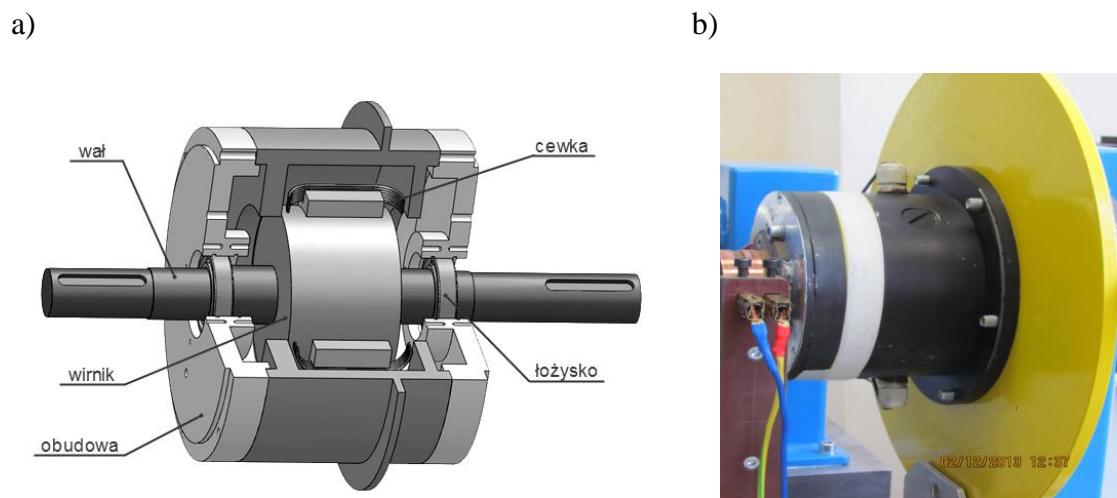 a)
b)
wał
cewka
wirnik
łożysko
obudowa
02/12/2013 12:37